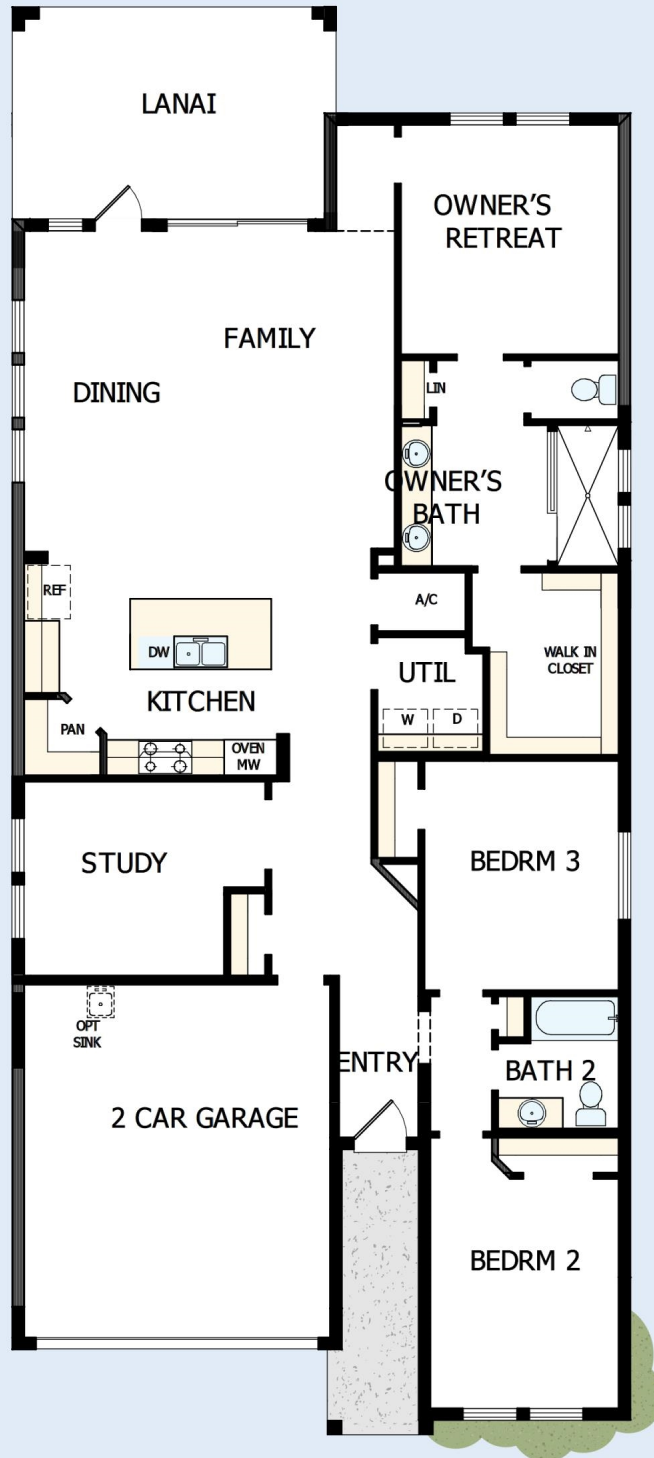 LANAI
OWNER'S
RETREAT
FAMILY
DINING
LIN
OWNER'S
BATH
REF
A/C
DW
UTIL
WALK IN
CLOSET
KITCHEN
W
D
PAN
OVEN
MW
STUDY
BEDRM 3
OPT
SINK
ENTRY
BATH 2
2 CAR GARAGE
BEDRM 2